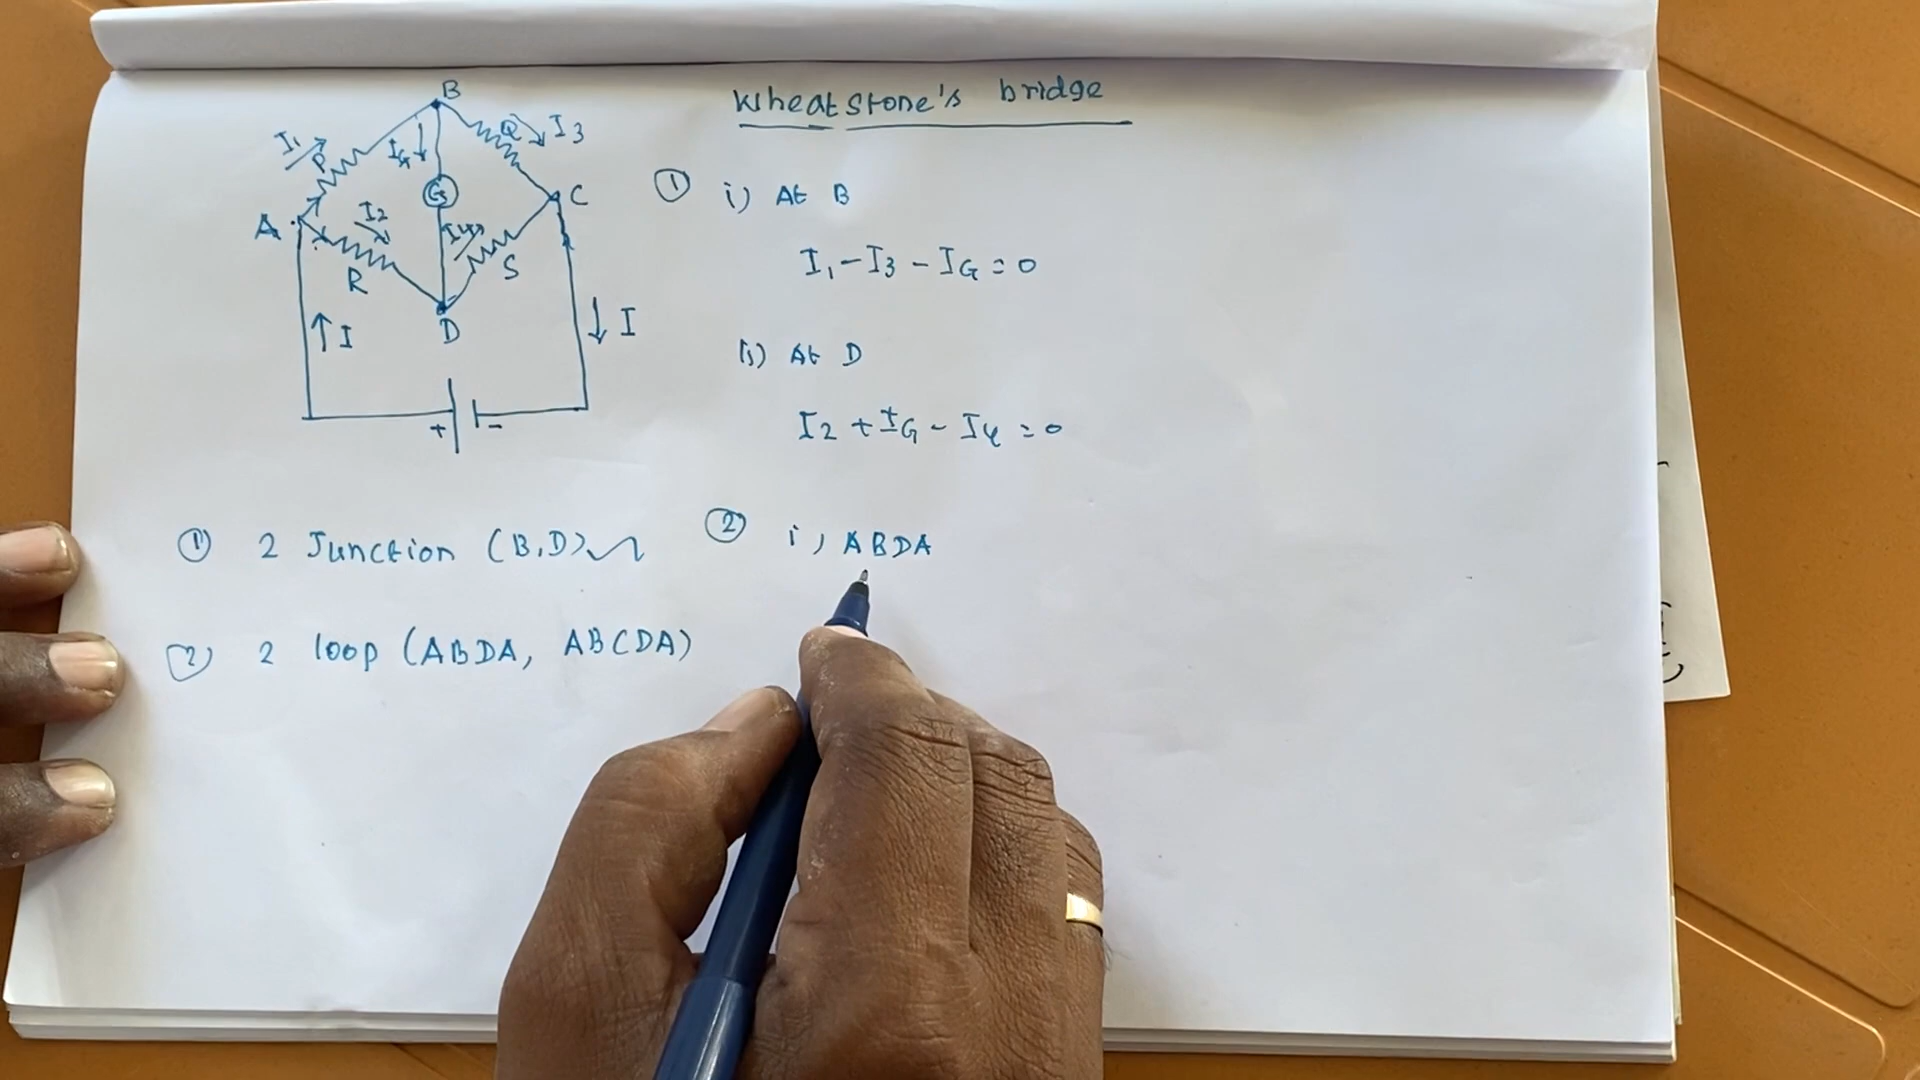 Wheatstone's bridge
B
I1
P
IG
Q
I3
G
A
I2
I4
C
R
S
D
I
I
+
-
① i) At B
I1 - I3 - IG = 0
ii) At D
I2 + IG - I4 = 0
① 2 Junction (B,D)
② i) ABDA
② 2 loop (ABDA, ABCDA)